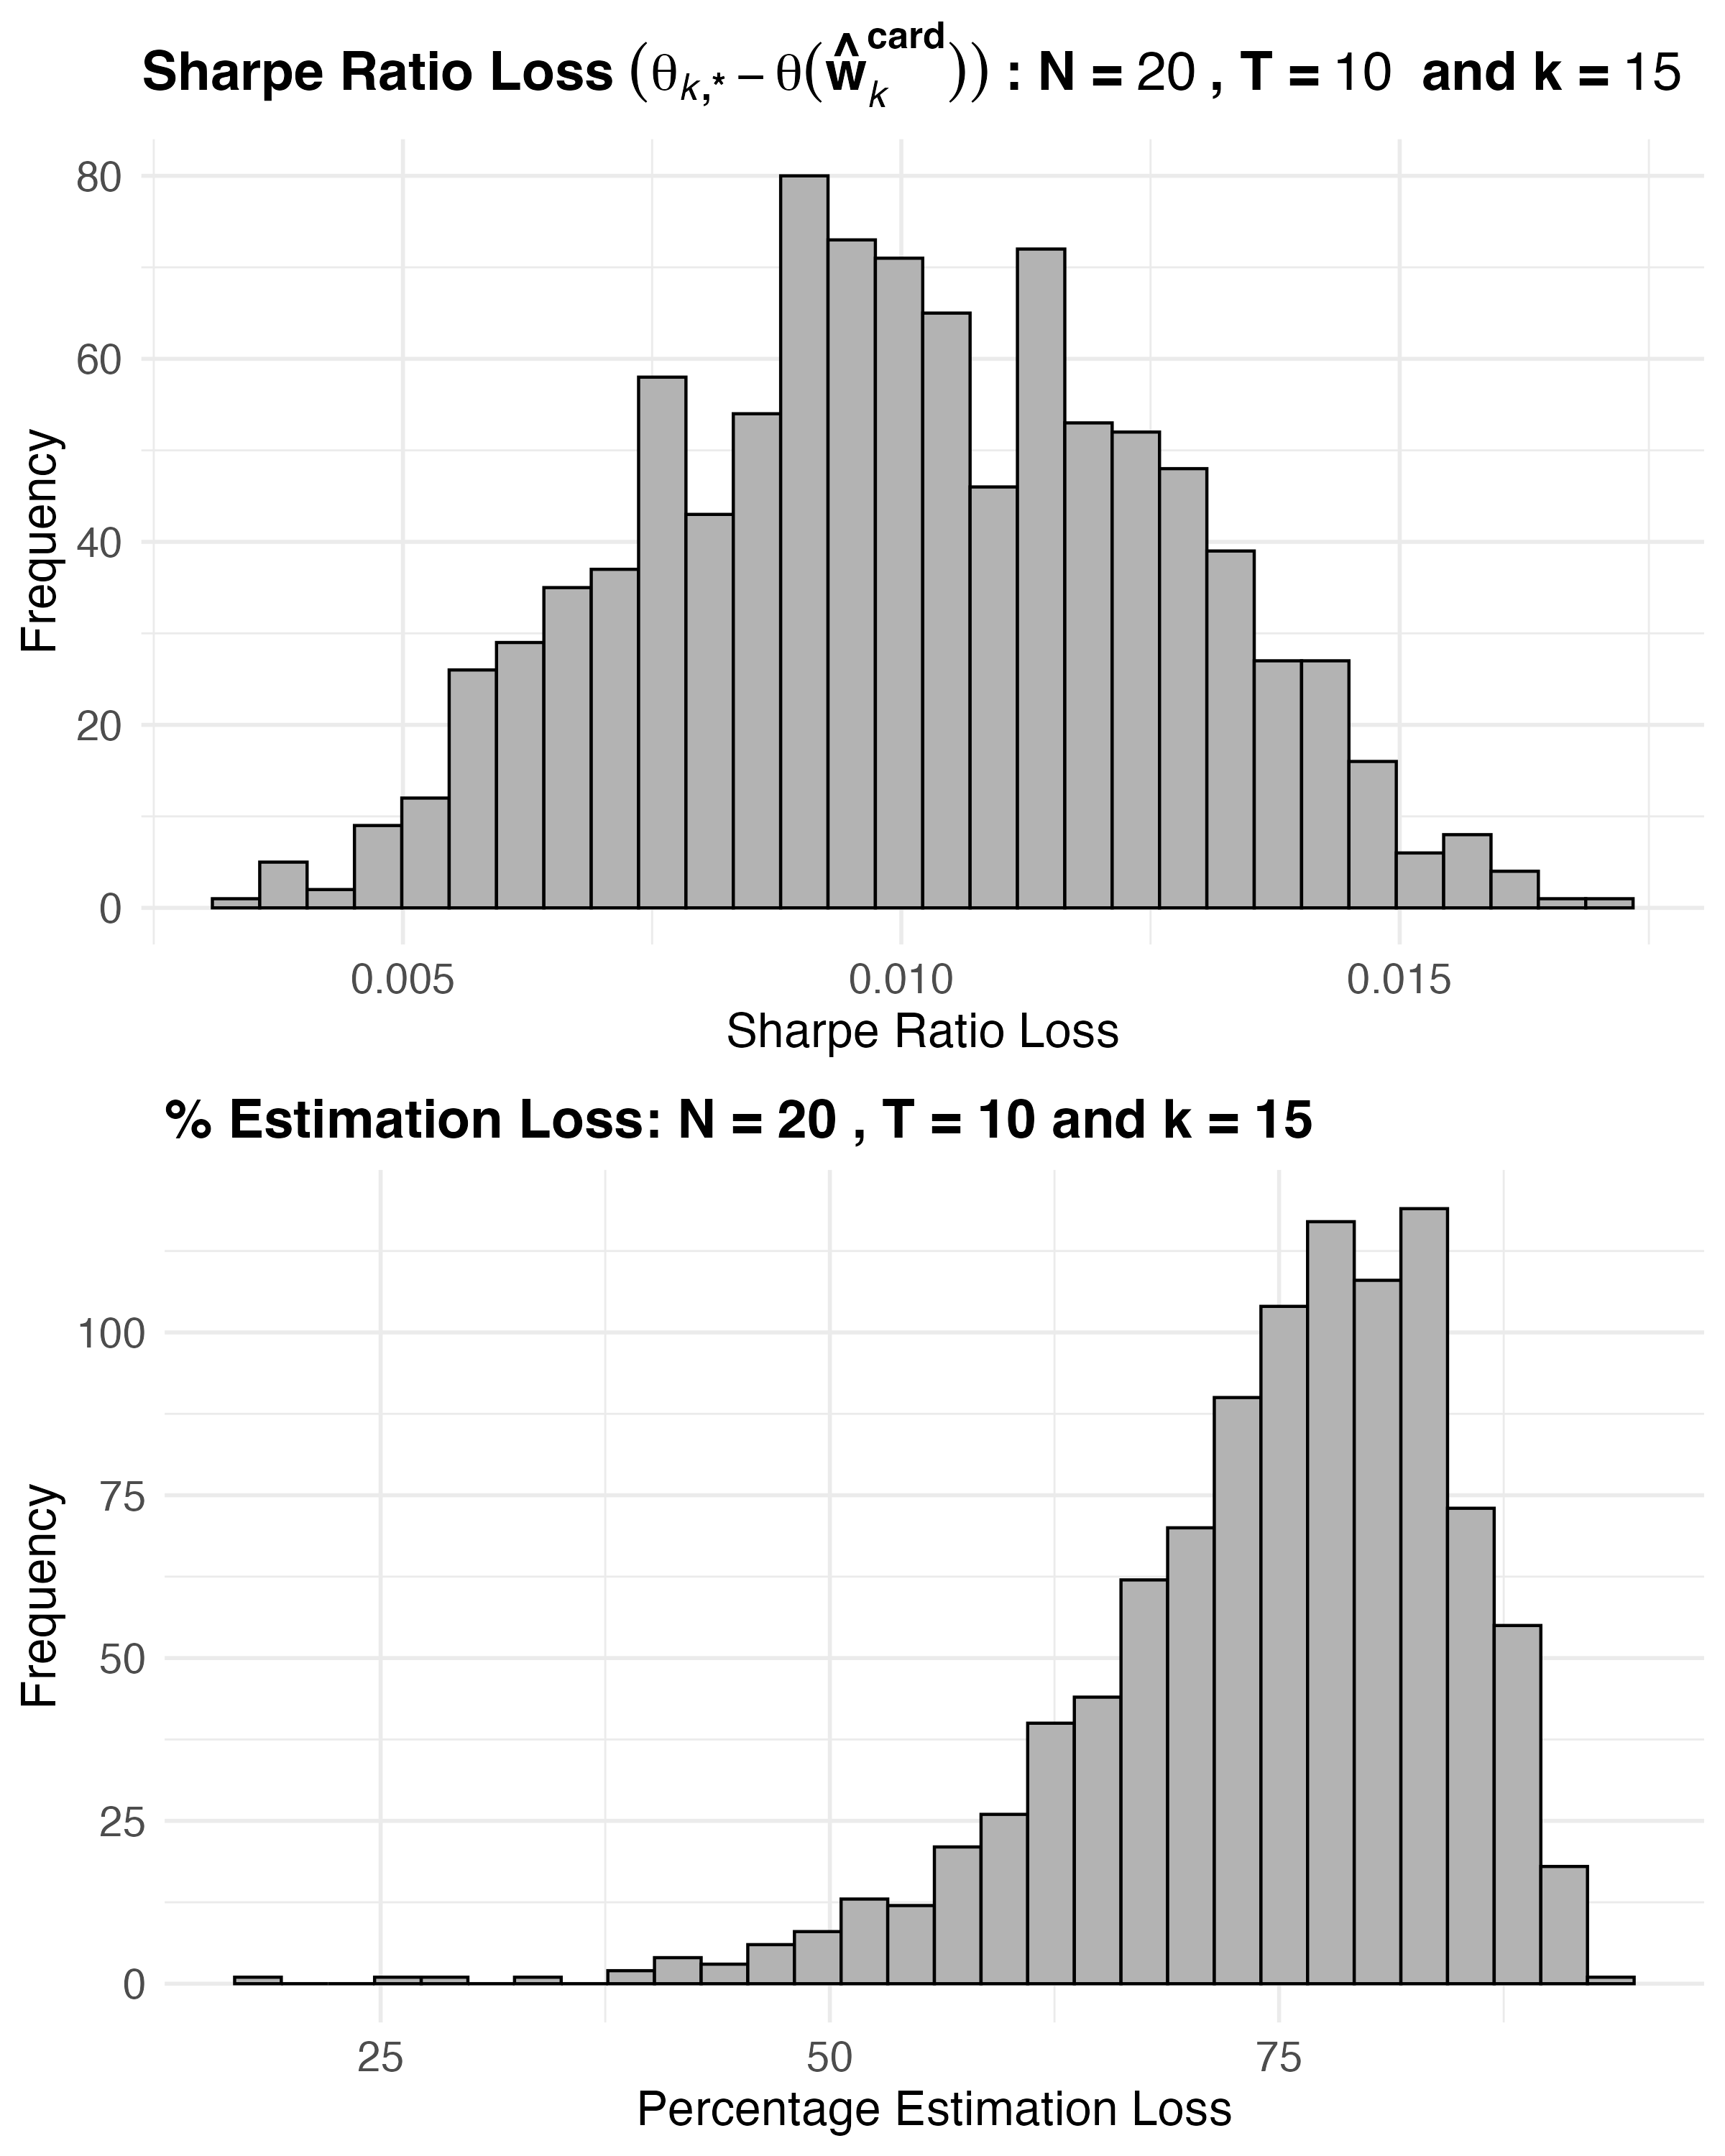 Sharpe Ratio Loss (θk,* − θ(ŵk^card)) : N = 20 , T = 10 and k = 15
80
60
40
20
0
Frequency
0.005 0.010 0.015
Sharpe Ratio Loss
% Estimation Loss: N = 20 , T = 10 and k = 15
100
75
50
25
0
Frequency
25 50 75
Percentage Estimation Loss